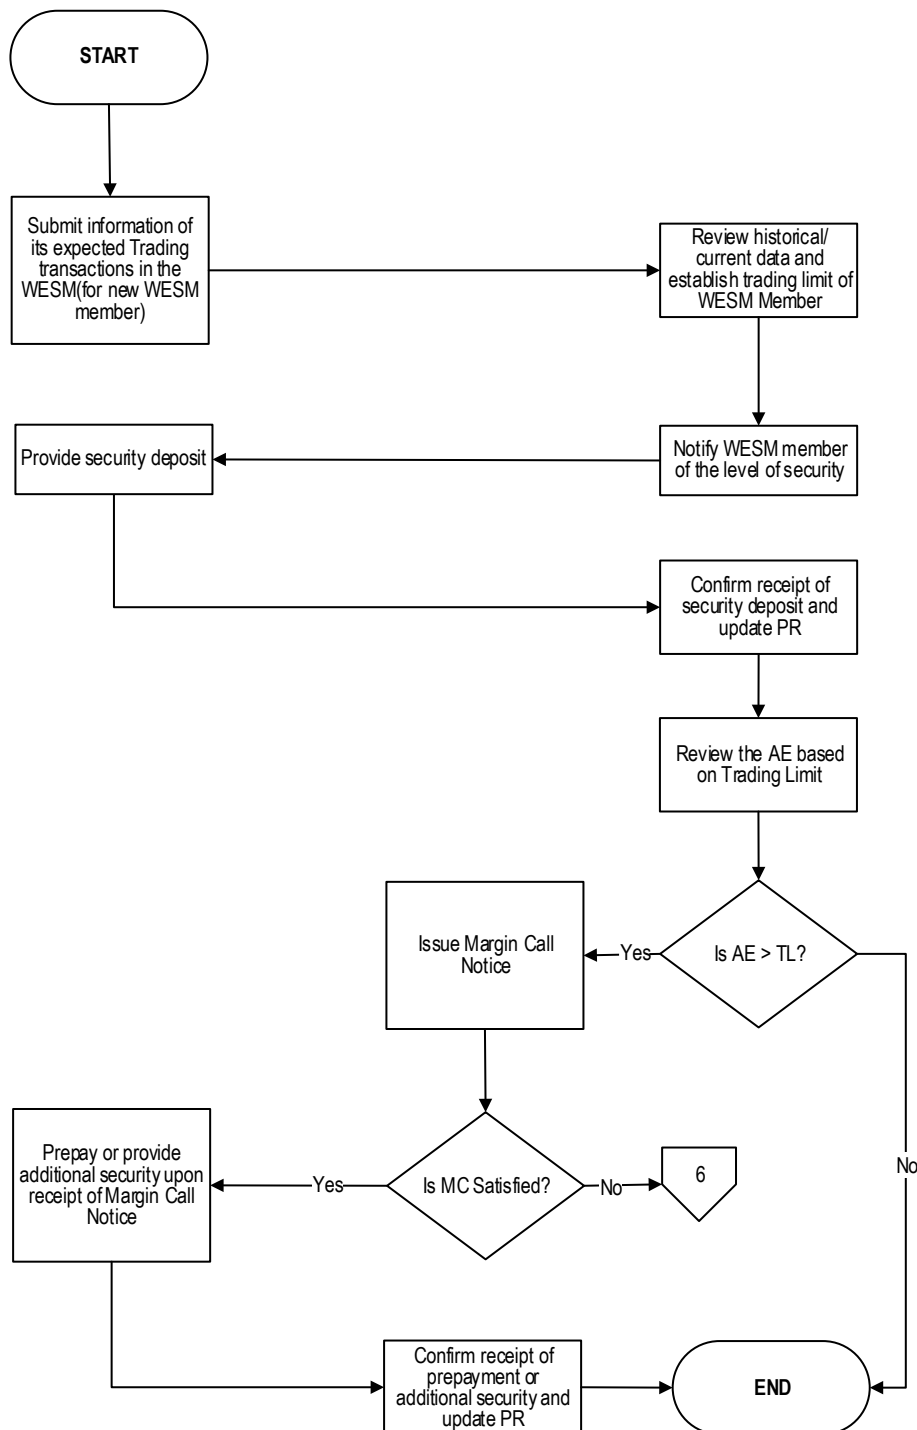 START
Submit information of
its expected Trading
transactions in the
WESM(for new WESM
member)
Review historical/
current data and
establish trading limit of
WESM Member
Provide security deposit
Notify WESM member
of the level of security
Confirm receipt of
security deposit and
update PR
Review the AE based
on Trading Limit
Issue Margin Call
Notice
Yes
Is AE > TL?
Prepay or provide
additional security upon
receipt of Margin Call
Notice
Yes
Is MC Satisfied?
No
6
No
Confirm receipt of
prepayment or
additional security and
update PR
END